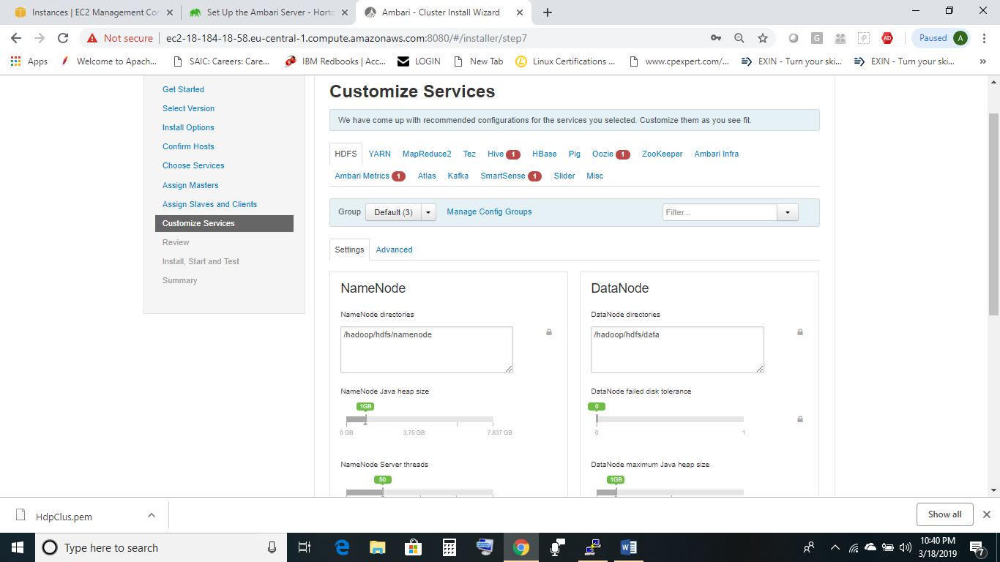 Instances | EC2 Management Con
Set Up the Ambari Server - Horto
Ambari - Cluster Install Wizard
Not secure
ec2-18-184-18-58.eu-central-1.compute.amazonaws.com:8080/#/installer/step7
Paused A
Apps
Welcome to Apach...
SAIC: Careers: Care...
IBM Redbooks | Acc...
LOGIN
New Tab
Linux Certifications ...
www.cpexpert.com/...
EXIN - Turn your ski...
EXIN - Turn your ski...
»
Get Started
Select Version
Install Options
Confirm Hosts
Choose Services
Assign Masters
Assign Slaves and Clients
Customize Services
Review
Install, Start and Test
Summary
Customize Services
We have come up with recommended configurations for the services you selected. Customize them as you see fit.
HDFS YARN MapReduce2 Tez Hive 1 HBase Pig Oozie 1 ZooKeeper Ambari Infra
Ambari Metrics 1 Atlas Kafka SmartSense 1 Slider Misc
Group Default (3) Manage Config Groups Filter...
Settings Advanced
NameNode
NameNode directories
/hadoop/hdfs/namenode
NameNode Java heap size
1GB
0 GB 3.75 GB 7.637 GB
NameNode Server threads
50
DataNode
DataNode directories
/hadoop/hdfs/data
DataNode failed disk tolerance
0
0 1
DataNode maximum Java heap size
1GB
HdpClus.pem
Show all
Type here to search
10:40 PM
3/18/2019
7